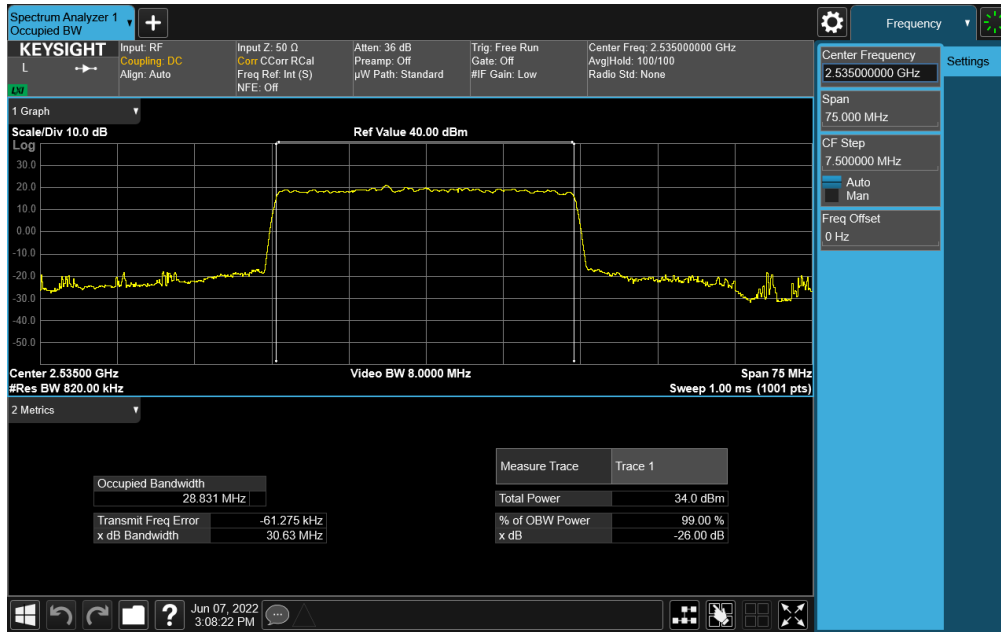 Spectrum Analyzer 1
Occupied BW
Frequency
KEYSIGHT
L
LXI
Input: RF
Coupling: DC
Align: Auto
Input Z: 50 Ω
Corr CCorr RCal
Freq Ref: Int (S)
NFE: Off
Atten: 36 dB
Preamp: Off
µW Path: Standard
Trig: Free Run
Gate: Off
#IF Gain: Low
Center Freq: 2.535000000 GHz
Avg|Hold: 100/100
Radio Std: None
Center Frequency
2.535000000 GHz
Settings
Span
75.000 MHz
CF Step
7.500000 MHz
Auto
Man
Freq Offset
0 Hz
1 Graph
Scale/Div 10.0 dB
Ref Value 40.00 dBm
Log
30.0
20.0
10.0
0.00
-10.0
-20.0
-30.0
-40.0
-50.0
Center 2.53500 GHz
#Res BW 820.00 kHz
Video BW 8.0000 MHz
Span 75 MHz
Sweep 1.00 ms (1001 pts)
2 Metrics
Measure Trace
Trace 1
Occupied Bandwidth
28.831 MHz
Total Power
34.0 dBm
Transmit Freq Error
-61.275 kHz
% of OBW Power
99.00 %
x dB Bandwidth
30.63 MHz
x dB
-26.00 dB
?
Jun 07, 2022
3:08:22 PM